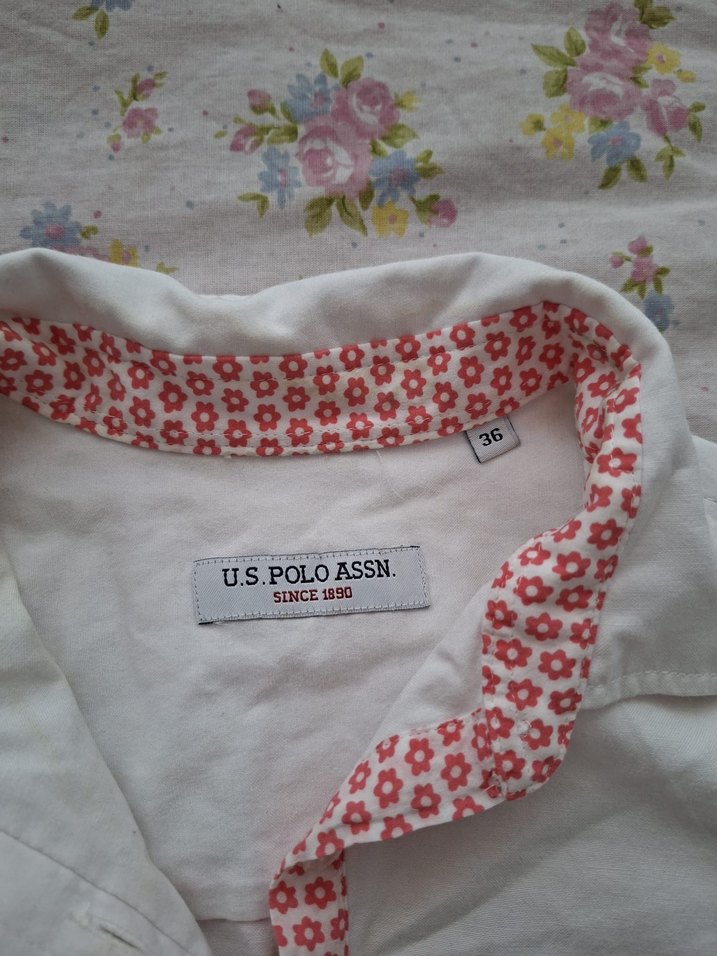 36
U.S. POLO ASSN.
SINCE 1890